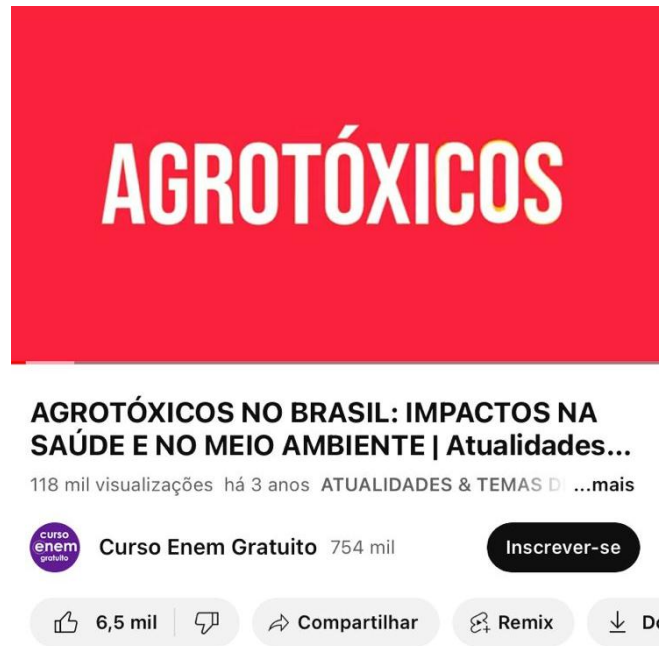 AGROTÓXICOS
AGROTÓXICOS NO BRASIL: IMPACTOS NA
SAÚDE E NO MEIO AMBIENTE | Atualidades...
118 mil visualizações há 3 anos ATUALIDADES & TEMAS D ...mais
curso
enem
gratuito
Curso Enem Gratuito 754 mil
Inscrever-se
6,5 mil
Compartilhar
Remix
Do